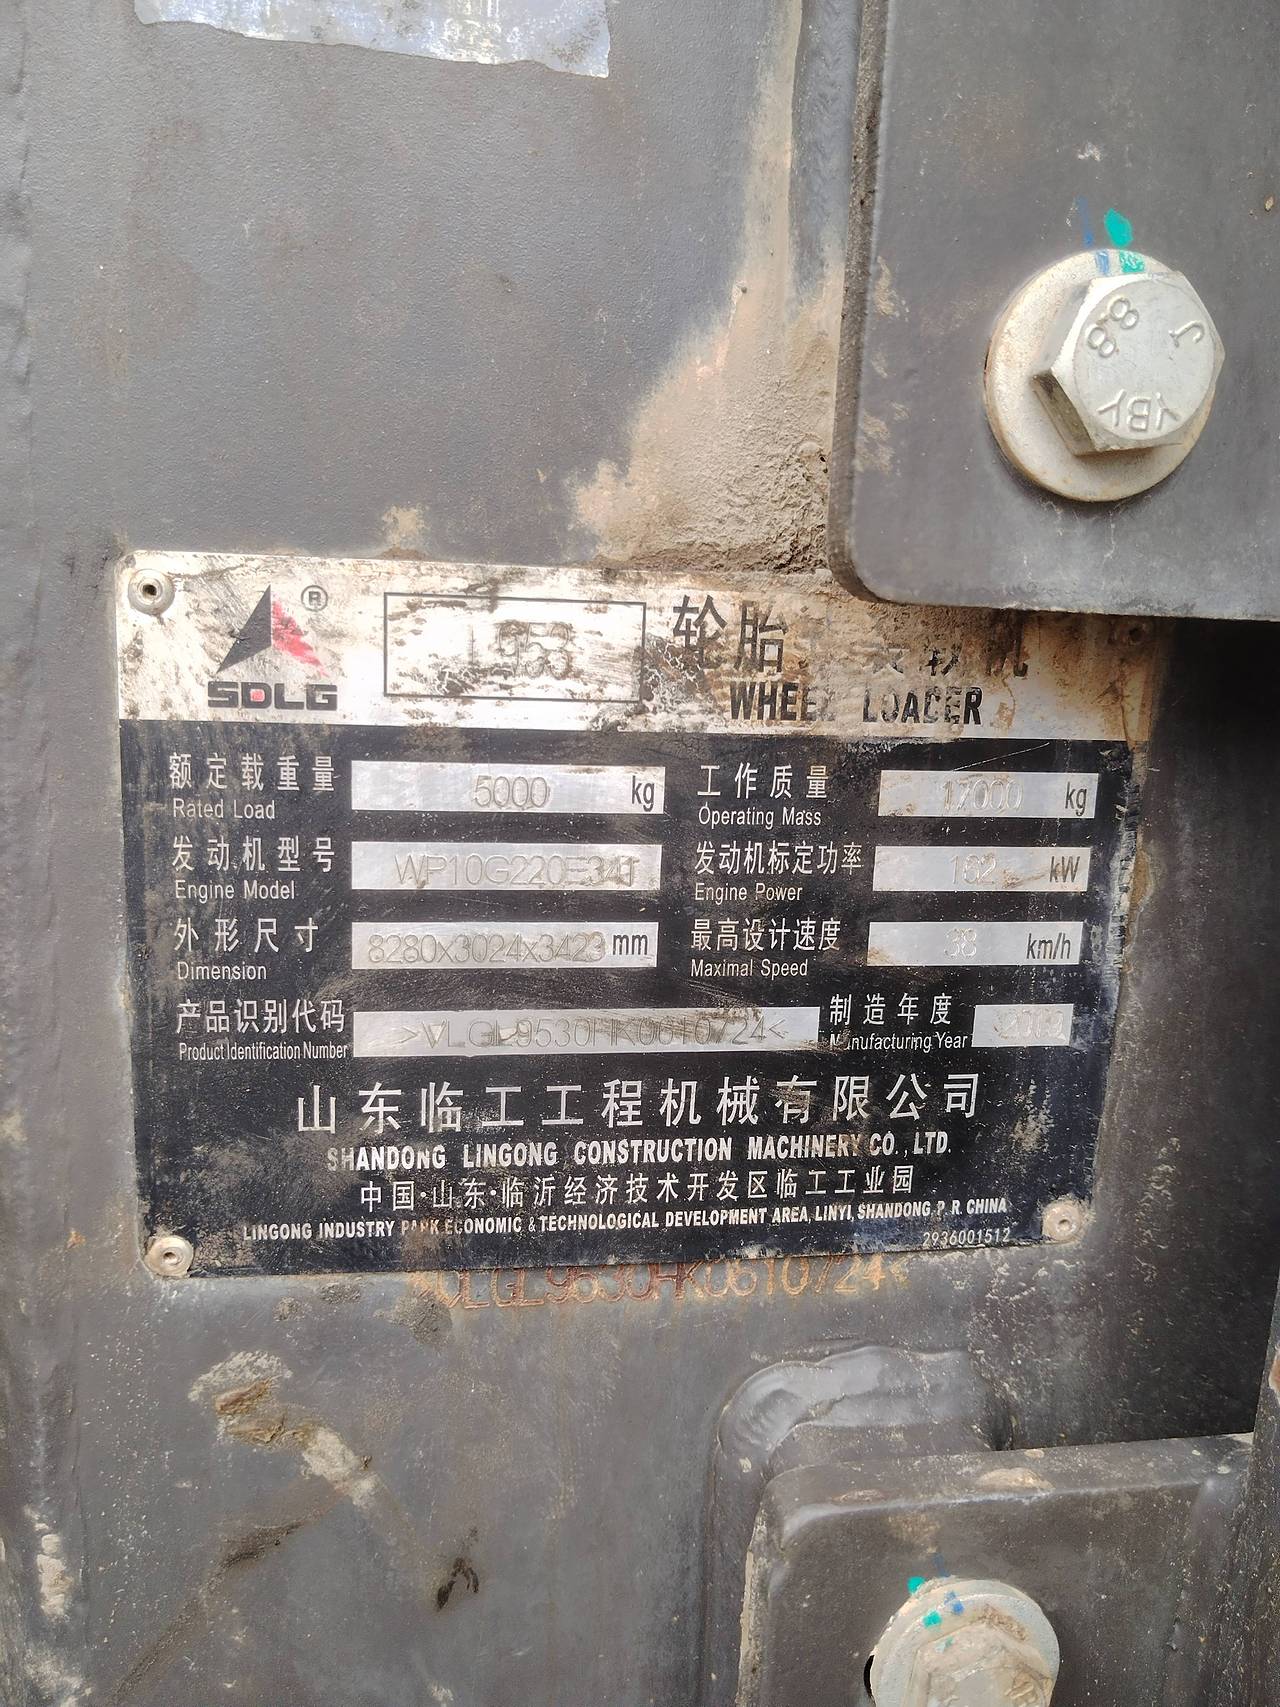 8.8
J
YBY
SDLG ®
L953
轮胎式装载机
WHEEL LOADER
额定载重量 5000 kg 工作质量 17000 kg
Rated Load Operating Mass
发动机型号 WP10G220E341 发动机标定功率 162 kW
Engine Model Engine Power
外形尺寸 8280x3024x3423 mm 最高设计速度 38 km/h
Dimension Maximal Speed
产品识别代码 >VLGL9530HK0610724< 制造年度
Product Identification Number Manufacturing Year
山东临工工程机械有限公司
SHANDONG LINGONG CONSTRUCTION MACHINERY CO.,LTD.
中国·山东·临沂经济技术开发区临工工业园
LINGONG INDUSTRY PARK ECONOMIC & TECHNOLOGICAL DEVELOPMENT AREA, LINYI, SHANDONG, P. R. CHINA
2936001512
LGL9530HK0610724<